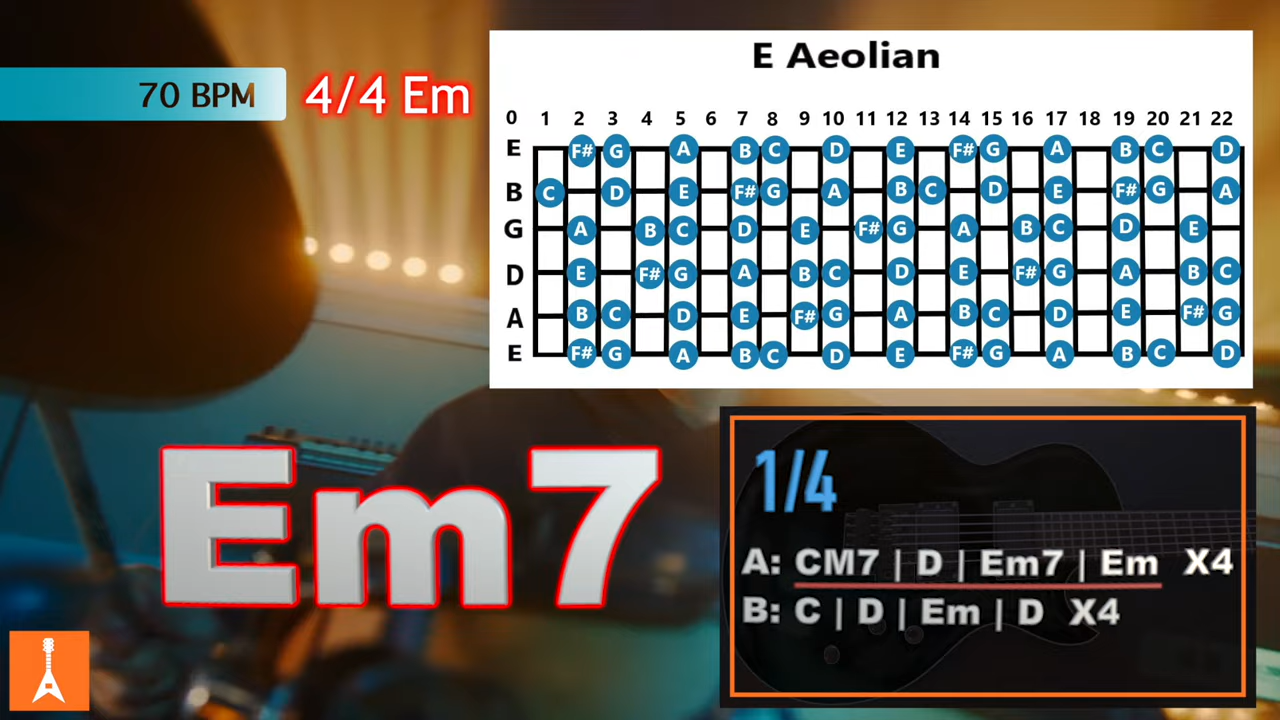 E Aeolian
70 BPM
4/4 Em
0 1 2 3 4 5 6 7 8 9 10 11 12 13 14 15 16 17 18 19 20 21 22
E F# G A B C D E F# G A B C D
B C D E F# G A B C D E F# G A
G A B C D E F# G A B C D E
D E F# G A B C D E F# G A B C
A B C D E F# G A B C D E F# G
E F# G A B C D E F# G A B C D
Em7
1/4
A: CM7 | D | Em7 | Em X4
B: C | D | Em | D X4